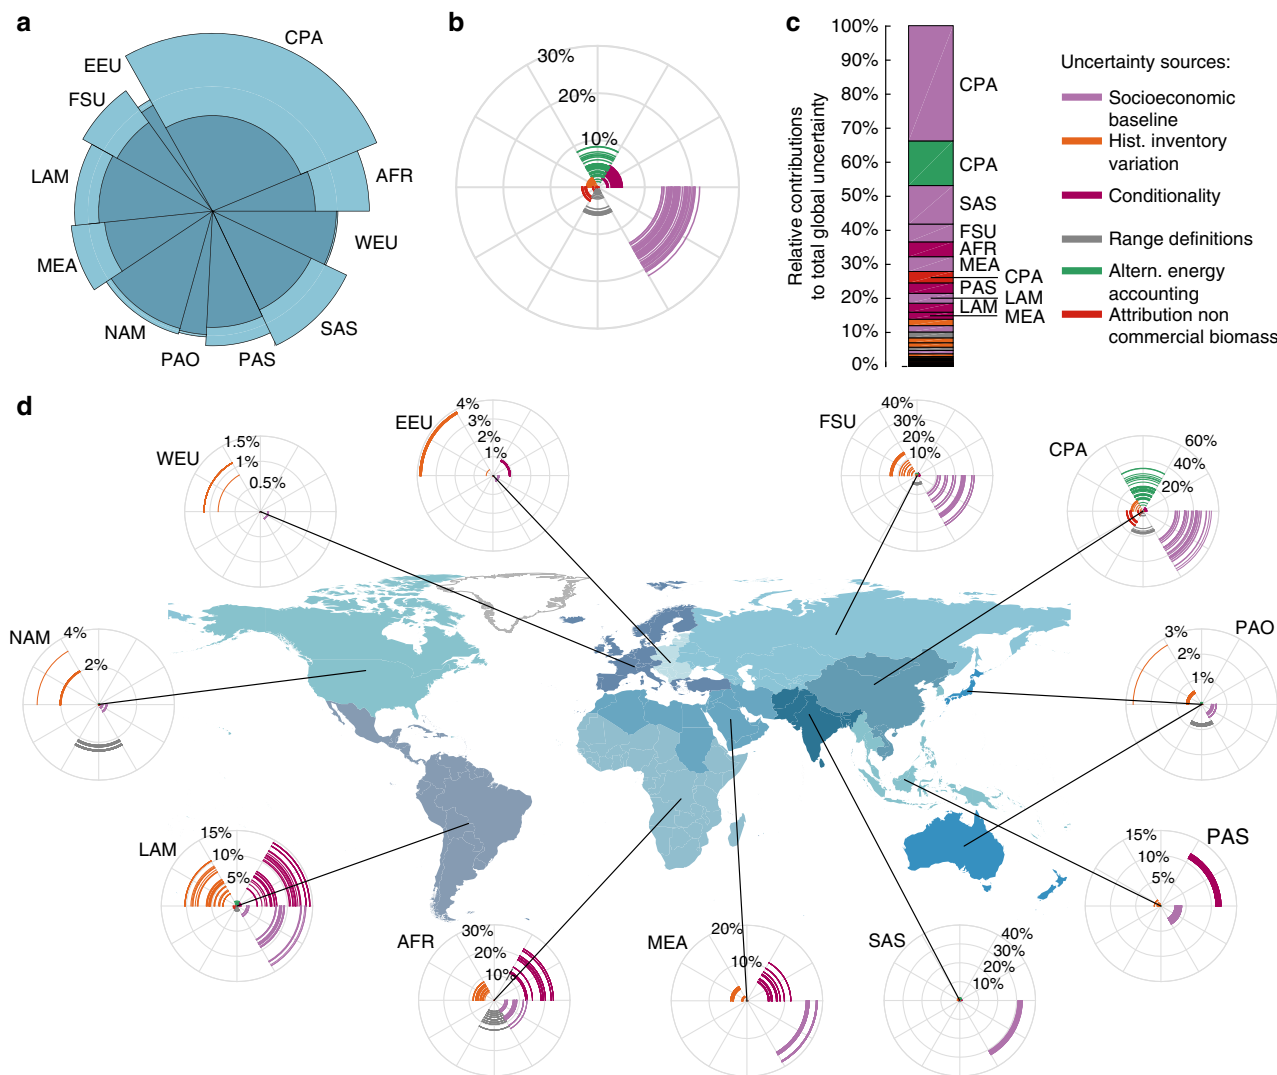 a
CPA
EEU
FSU
LAM
AFR
WEU
MEA
SAS
NAM
PAO
PAS
b
30%
20%
10%
c
Relative contributions
to total global uncertainty
100%
90%
80%
70%
60%
50%
40%
30%
20%
10%
0%
CPA
CPA
SAS
FSU
AFR
MEA
CPA
PAS
LAM
LAM
MEA
Uncertainty sources:
Socioeconomic
baseline
Hist. inventory
variation
Conditionality
Range definitions
Altern. energy
accounting
Attribution non
commercial biomass
d
WEU
1.5%
1%
0.5%
EEU
4%
3%
2%
1%
FSU
40%
30%
20%
10%
CPA
60%
40%
20%
NAM
4%
2%
PAO
3%
2%
1%
LAM
15%
10%
5%
AFR
30%
20%
10%
MEA
20%
10%
SAS
40%
30%
20%
10%
PAS
15%
10%
5%